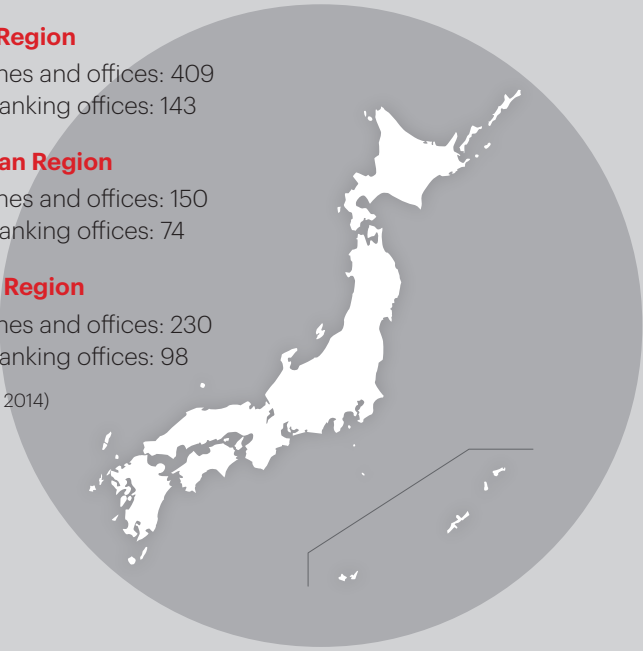 Region
nes and offices: 409
anking offices: 143
an Region
nes and offices: 150
anking offices: 74
Region
nes and offices: 230
anking offices: 98
2014)